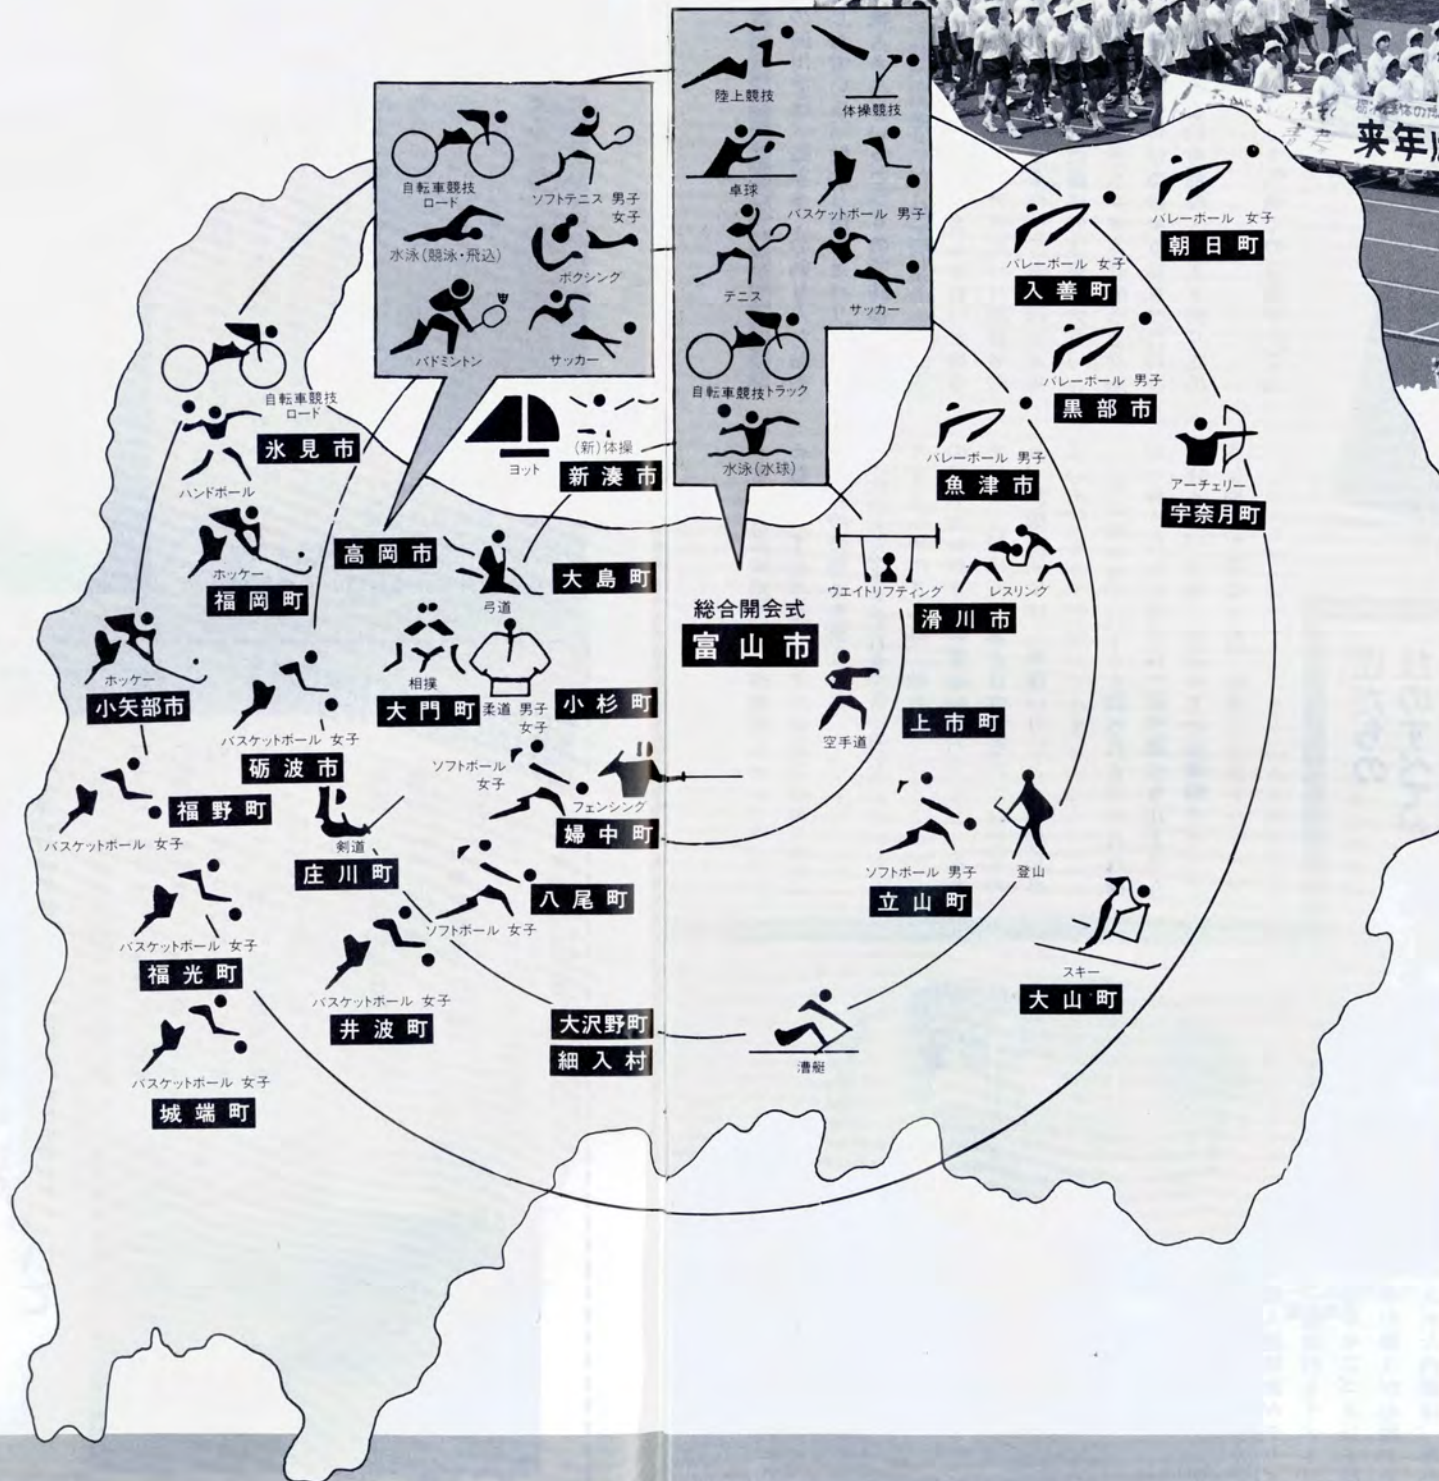 陸上競技
体操競技
卓球
バスケットボール 男子
テニス
サッカー
自転車競技トラック
水泳(水球)
自転車競技
ロード
ソフトテニス 男子
女子
水泳(競泳・飛込)
ボクシング
バドミントン
サッカー
来年
バレーボール 女子
朝日町
バレーボール 女子
入善町
バレーボール 男子
黒部市
バレーボール 男子
魚津市
アーチェリー
宇奈月町
自転車競技
ロード
氷見市
ハンドボール
ヨット
(新)体操
新湊市
ホッケー
福岡町
高岡市
弓道
大島町
総合開会式
富山市
ウエイトリフティング
レスリング
滑川市
ホッケー
小矢部市
相撲
大門町
柔道 男子
女子
小杉町
空手道
上市町
バスケットボール 女子
砺波市
ソフトボール
女子
フェンシング
婦中町
福野町
バスケットボール 女子
剣道
庄川町
八尾町
ソフトボール 女子
ソフトボール 男子
立山町
登山
バスケットボール 女子
福光町
バスケットボール 女子
井波町
スキー
大山町
大沢野町
細入村
漕艇
バスケットボール 女子
城端町